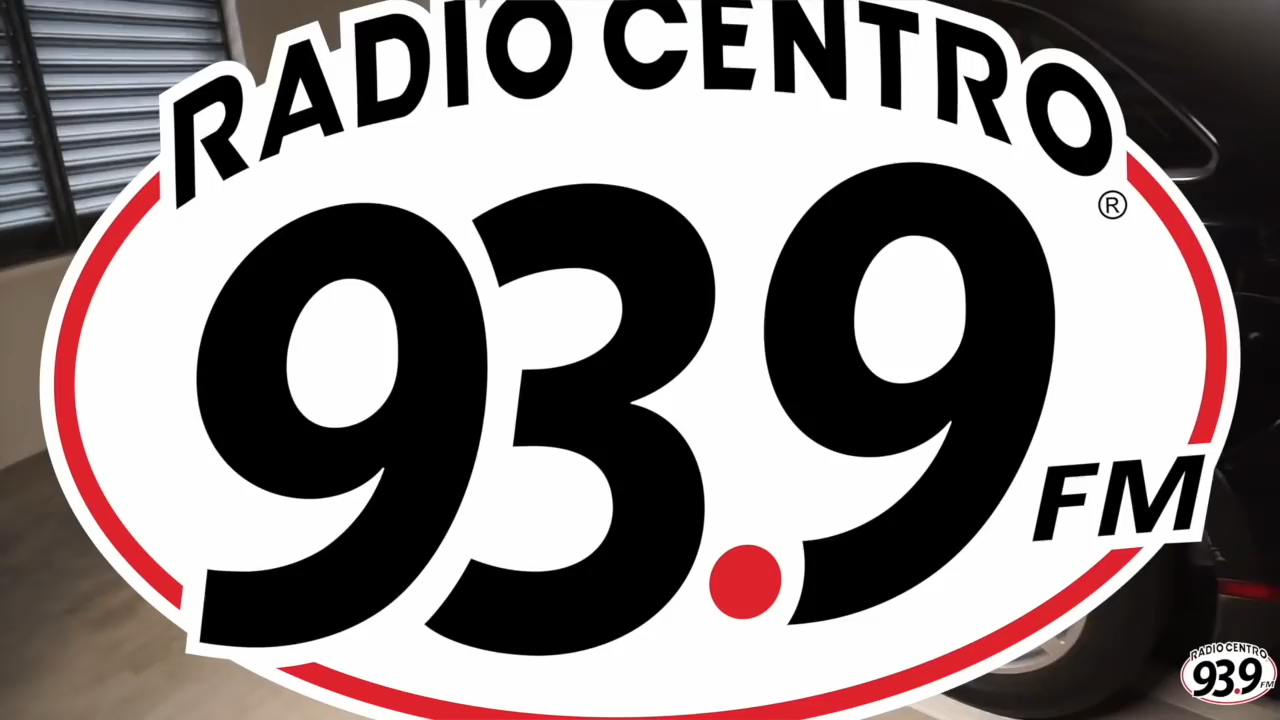 RADIO CENTRO
®
93.9
FM
RADIO CENTRO
93.9 FM